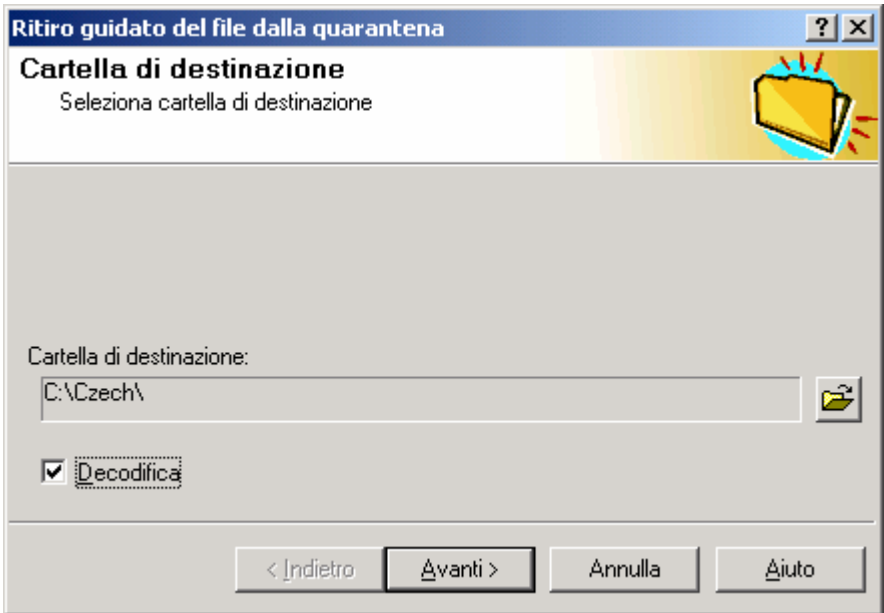 Ritiro guidato del file dalla quarantena
Cartella di destinazione
Seleziona cartella di destinazione
Cartella di destinazione:
C:\Czech\
Decodifica
< Indietro Avanti > Annulla Aiuto